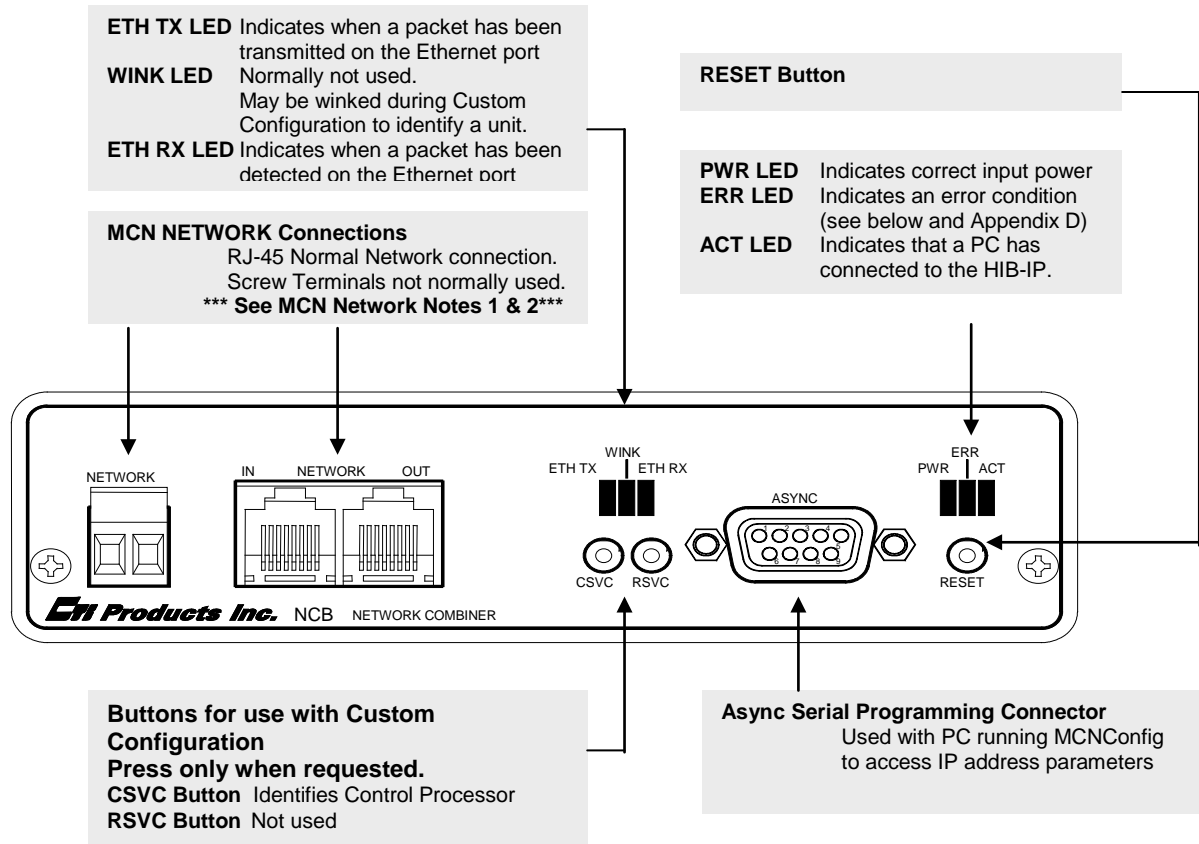 ETH TX LED Indicates when a packet has been
transmitted on the Ethernet port
WINK LED Normally not used.
May be winked during Custom
Configuration to identify a unit.
ETH RX LED Indicates when a packet has been
detected on the Ethernet port
RESET Button
PWR LED Indicates correct input power
ERR LED Indicates an error condition
(see below and Appendix D)
ACT LED Indicates that a PC has
connected to the HIB-IP.
MCN NETWORK Connections
RJ-45 Normal Network connection.
Screw Terminals not normally used.
*** See MCN Network Notes 1 & 2***
NETWORK
IN NETWORK OUT
WINK
ETH TX ETH RX
ASYNC
1 2 3 4 5
6 7 8 9
ERR
PWR ACT
CSVC RSVC
RESET
CTI Products Inc. NCB NETWORK COMBINER
Buttons for use with Custom
Configuration
Press only when requested.
CSVC Button Identifies Control Processor
RSVC Button Not used
Async Serial Programming Connector
Used with PC running MCNConfig
to access IP address parameters